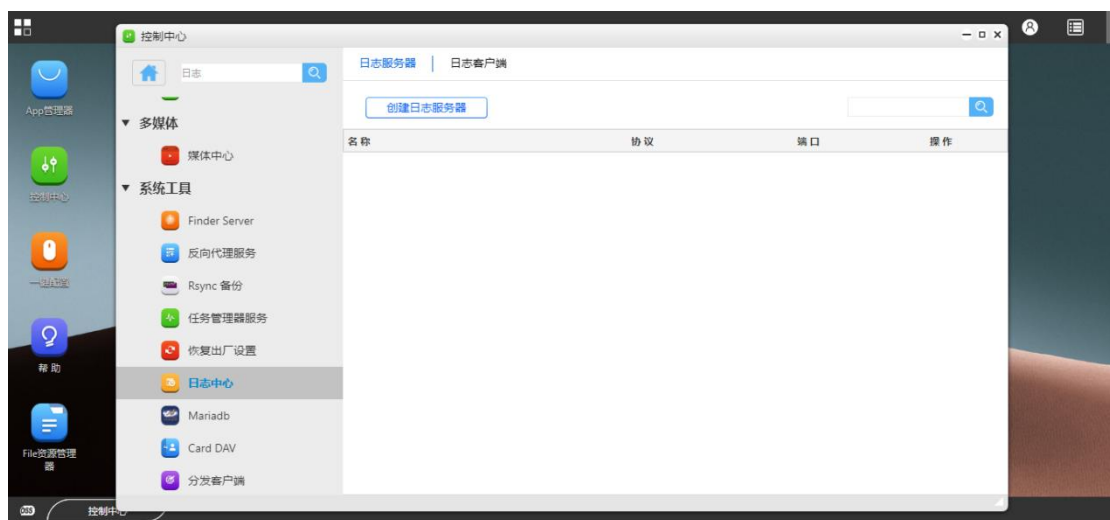 控制中心
App管理器
控制中心
一键配置
帮 助
File资源管理
器
日志
多媒体
媒体中心
系统工具
Finder Server
反向代理服务
Rsync 备份
任务管理器服务
恢复出厂设置
日志中心
Mariadb
Card DAV
分发客户端
日志服务器 日志客户端
创建日志服务器
名 称 协 议 端 口 操 作
控制中心